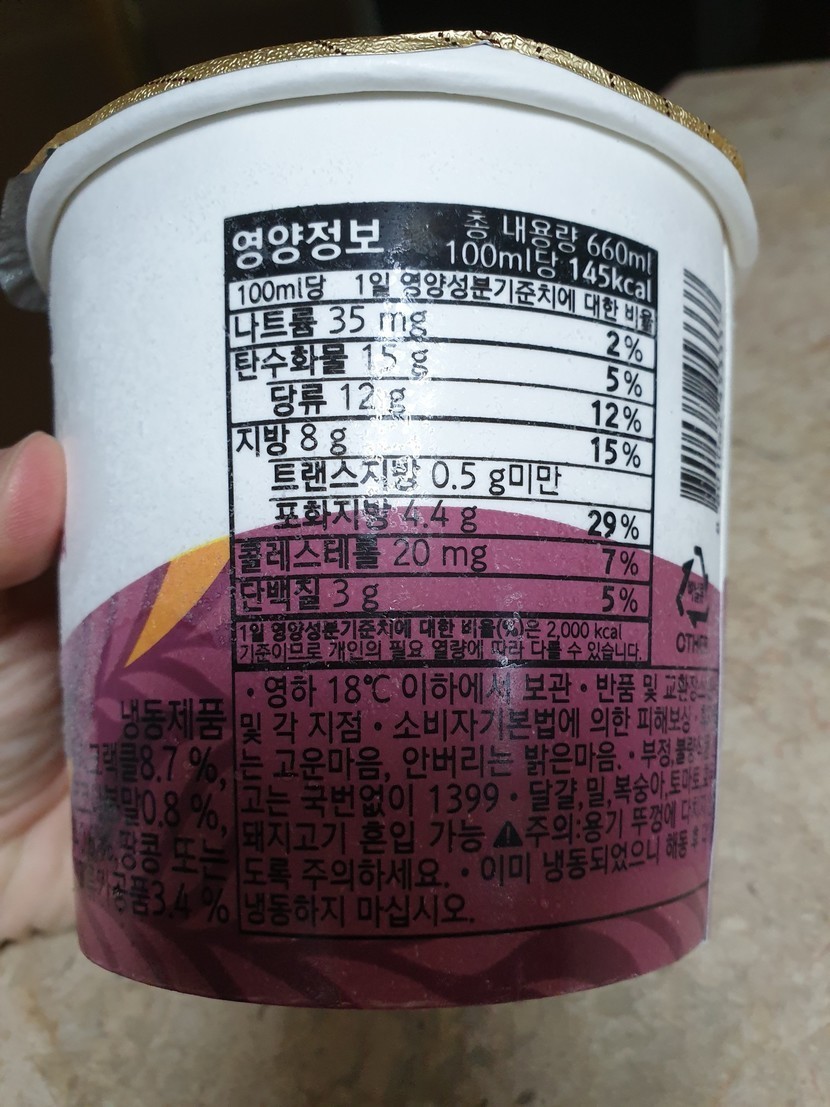 영양정보
총 내용량 660ml
100ml당 145kcal
100ml당 1일 영양성분기준치에 대한 비율
나트륨 35 mg 2%
탄수화물 15 g 5%
당류 12 g 12%
지방 8 g 15%
트랜스지방 0.5 g미만
포화지방 4.4 g 29%
콜레스테롤 20 mg 7%
단백질 3 g 5%
1일 영양성분기준치에 대한 비율(%)은 2,000 kcal
기준이므로 개인의 필요 열량에 따라 다를 수 있습니다.
OTHER
• 영하 18℃ 이하에서 보관 • 반품 및 교환장소
및 각 지점 • 소비자기본법에 의한 피해보상
는 고운마음, 안버리는 밝은마음. • 부정,불량식품
고는 국번없이 1399 • 달걀,밀,복숭아,토마토
돼지고기 혼입 가능 ⚠주의:용기 뚜껑에
도록 주의하세요. • 이미 냉동되었으니 해동 후
냉동하지 마십시오.
냉동제품
8.7 %,
0.8 %,
땅콩 또는
3.4 %